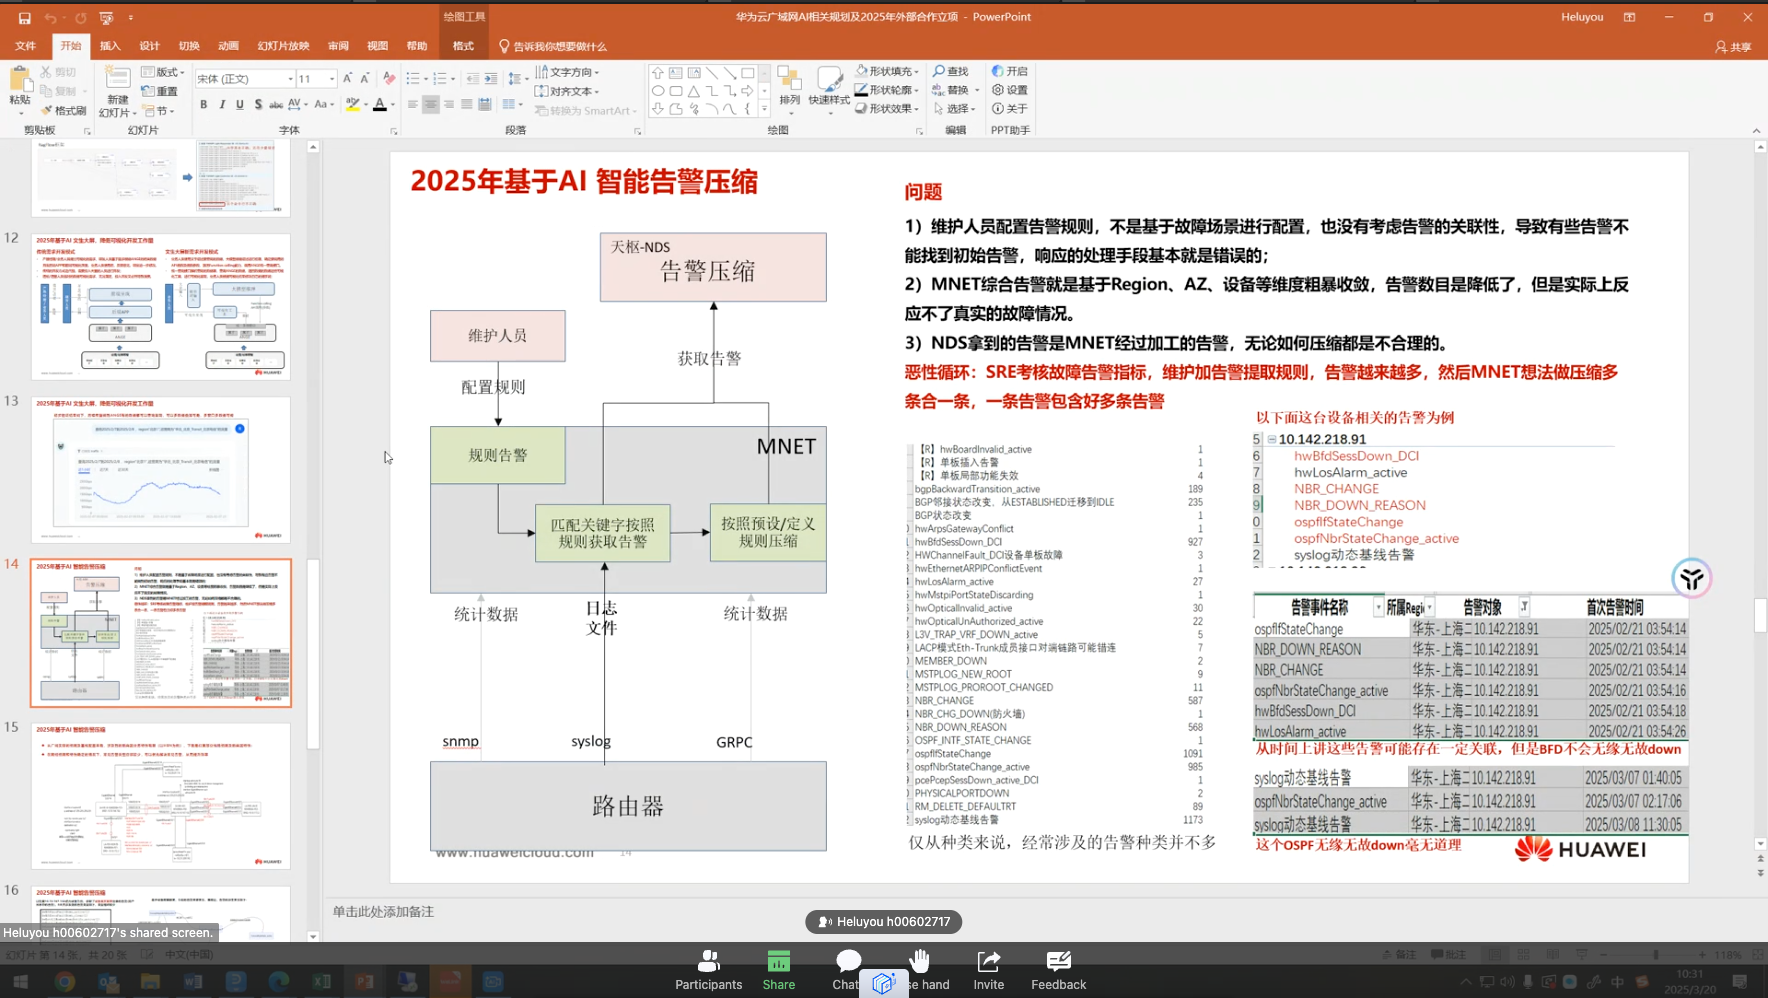 绘图工具
华为云广域网AI相关规划及2025年外部合作立项 - PowerPoint
Heluyou
文件
开始
插入
设计
切换
动画
幻灯片放映
审阅
视图
帮助
格式
告诉我你想要做什么
共享
粘贴
剪切
复制
格式刷
剪贴板
新建
幻灯片
版式
重置
节
幻灯片
宋体 (正文)
11
字体
文字方向
对齐文本
转换为 SmartArt
段落
排列
快速样式
形状填充
形状轮廓
形状效果
绘图
查找
替换
选择
编辑
开启
设置
关于
PPT助手
12
13
14
15
16
2025年基于AI 智能告警压缩
天枢-NDS
告警压缩
维护人员
获取告警
配置规则
MNET
规则告警
匹配关键字按照
规则获取告警
按照预设/定义
规则压缩
统计数据
日志
文件
统计数据
snmp
syslog
GRPC
路由器
www.huaweicloud.com
14
问题
1）维护人员配置告警规则，不是基于故障场景进行配置，也没有考虑告警的关联性，导致有些告警不
能找到初始告警，响应的处理手段基本就是错误的；
2）MNET综合告警就是基于Region、AZ、设备等维度粗暴收敛，告警数目是降低了，但是实际上反
应不了真实的故障情况。
3）NDS拿到的告警是MNET经过加工的告警，无论如何压缩都是不合理的。
恶性循环：SRE考核故障告警指标，维护加告警提取规则，告警越来越多，然后MNET想法做压缩多
条合一条，一条告警包含好多条告警
【R】hwBoardInvalid_active 1
【R】单板插入告警 1
【R】单板局部功能失效 4
bgpBackwardTransition_active 189
BGP邻接状态改变，从ESTABLISHED迁移到IDLE 235
BGP状态改变 1
hwArpsGatewayConflict 1
hwBfdSessDown_DCI 927
HWChannelFault_DCI设备单板故障 3
hwEthernetARPIPConflictEvent 1
hwLosAlarm_active 27
hwMstpiPortStateDiscarding 1
hwOpticalInvalid_active 30
hwOpticalUnAuthorized_active 22
L3V_TRAP_VRF_DOWN_active 5
LACP模式Eth-Trunk成员接口对端链路可能错连 7
MEMBER_DOWN 2
MSTPLOG_NEW_ROOT 9
MSTPLOG_PROROOT_CHANGED 11
NBR_CHANGE 587
NBR_CHG_DOWN(防火墙) 1
NBR_DOWN_REASON 568
OSPF_INTF_STATE_CHANGE 1
ospfIfStateChange 1091
ospfNbrStateChange_active 985
pcePcepSessDown_active_DCI 1
PHYSICALPORTDOWN 2
RM_DELETE_DEFAULTRT 89
syslog动态基线告警 1173
仅从种类来说，经常涉及的告警种类并不多
以下面这台设备相关的告警为例
5 10.142.218.91
6 hwBfdSessDown_DCI
7 hwLosAlarm_active
8 NBR_CHANGE
9 NBR_DOWN_REASON
0 ospfIfStateChange
1 ospfNbrStateChange_active
2 syslog动态基线告警
告警事件名称 所属Regi 告警对象 首次告警时间
ospfIfStateChange 华东-上海二 10.142.218.91 2025/02/21 03:54:14
NBR_DOWN_REASON 华东-上海二 10.142.218.91 2025/02/21 03:54:14
NBR_CHANGE 华东-上海二 10.142.218.91 2025/02/21 03:54:14
ospfNbrStateChange_active 华东-上海二 10.142.218.91 2025/02/21 03:54:16
hwBfdSessDown_DCI 华东-上海二 10.142.218.91 2025/02/21 03:54:18
hwLosAlarm_active 华东-上海二 10.142.218.91 2025/02/21 03:54:26
从时间上讲这些告警可能存在一定关联，但是BFD不会无缘无故down
syslog动态基线告警 华东-上海二 10.142.218.91 2025/03/07 01:40:05
ospfNbrStateChange_active 华东-上海二 10.142.218.91 2025/03/07 02:17:06
syslog动态基线告警 华东-上海二 10.142.218.91 2025/03/08 11:30:05
这个OSPF无缘无故down毫无道理
HUAWEI
单击此处添加备注
Heluyou h00602717
Heluyou h00602717's shared screen.
幻灯片 第 14 张，共 20 张
中文(中国)
备注
批注
118%
Participants
Share
Chat
se hand
Invite
Feedback
中
10:31
2025/3/20